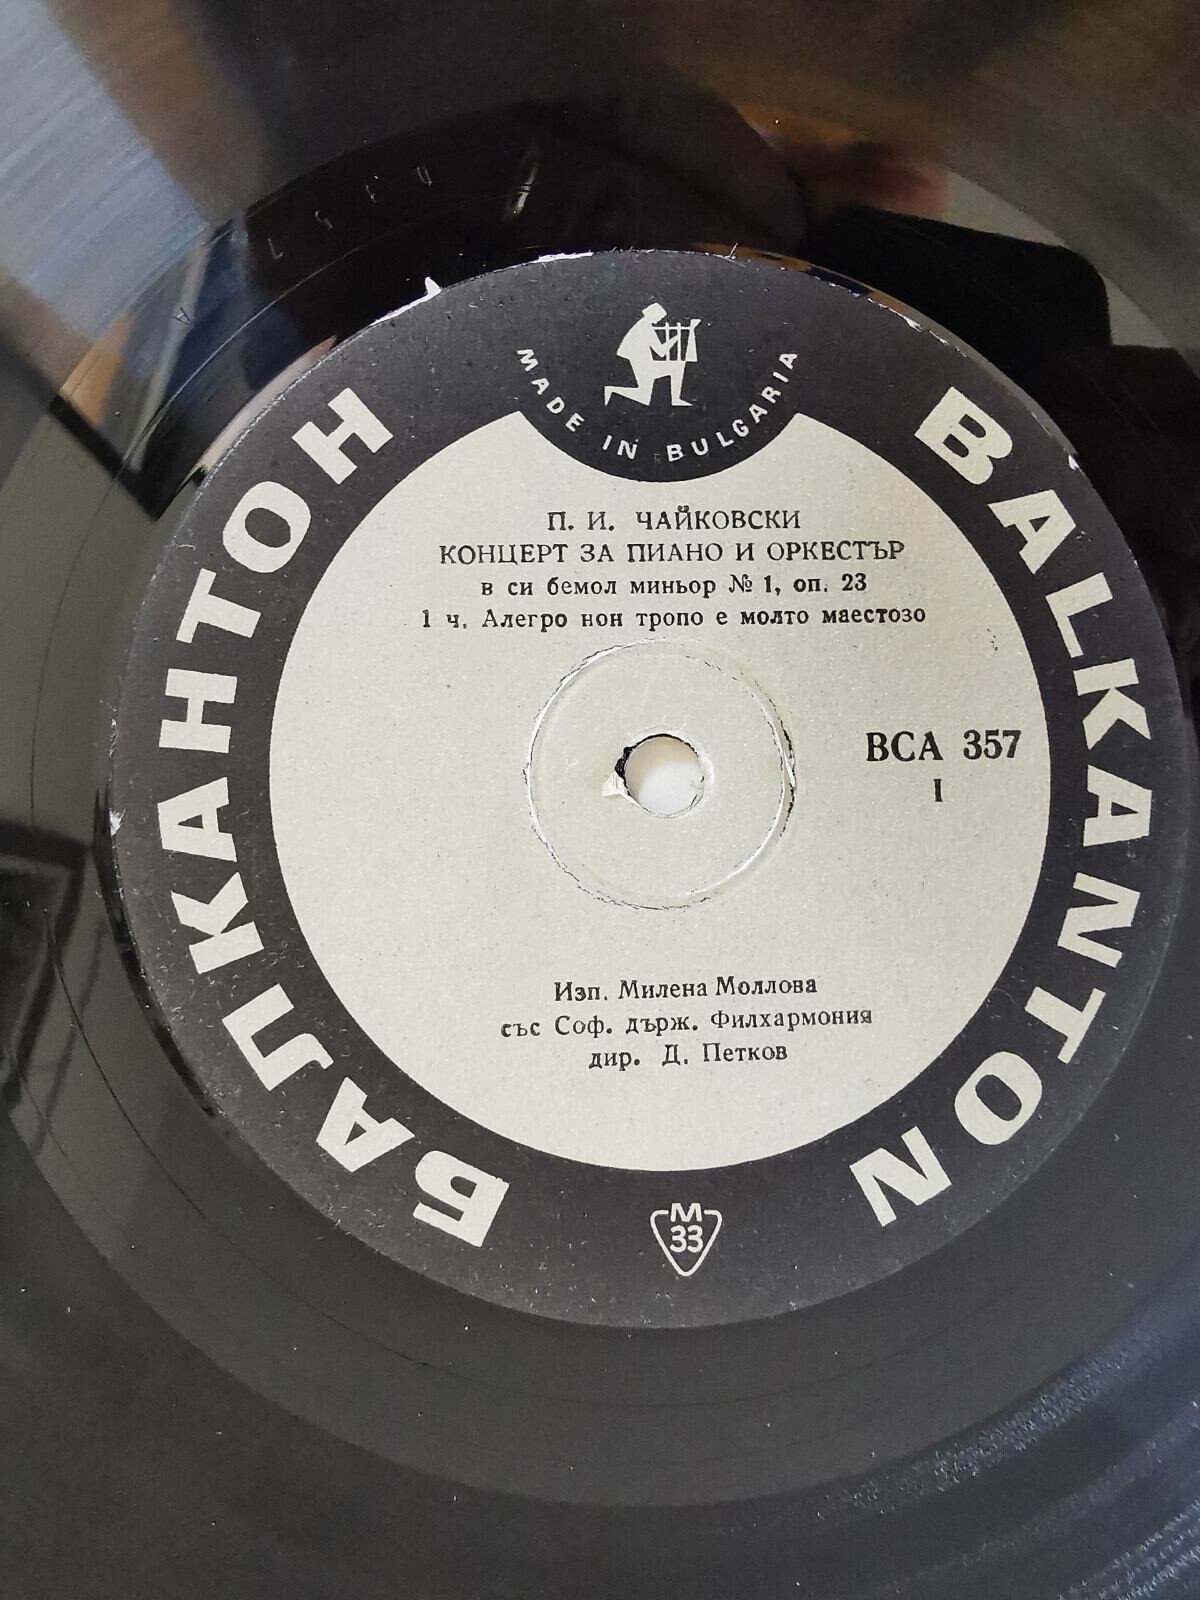 MADE IN BULGARIA
БАЛКАНТОН
BALKANTON
П. И. ЧАЙКОВСКИ
КОНЦЕРТ ЗА ПИАНО И ОРКЕСТЪР
в си бемол миньор № 1, оп. 23
1 ч. Алегро нон тропо е молто маестозо
ВСА 357
I
Изп. Милена Моллова
със Соф. държ. Филхармония
дир. Д. Петков
М
33